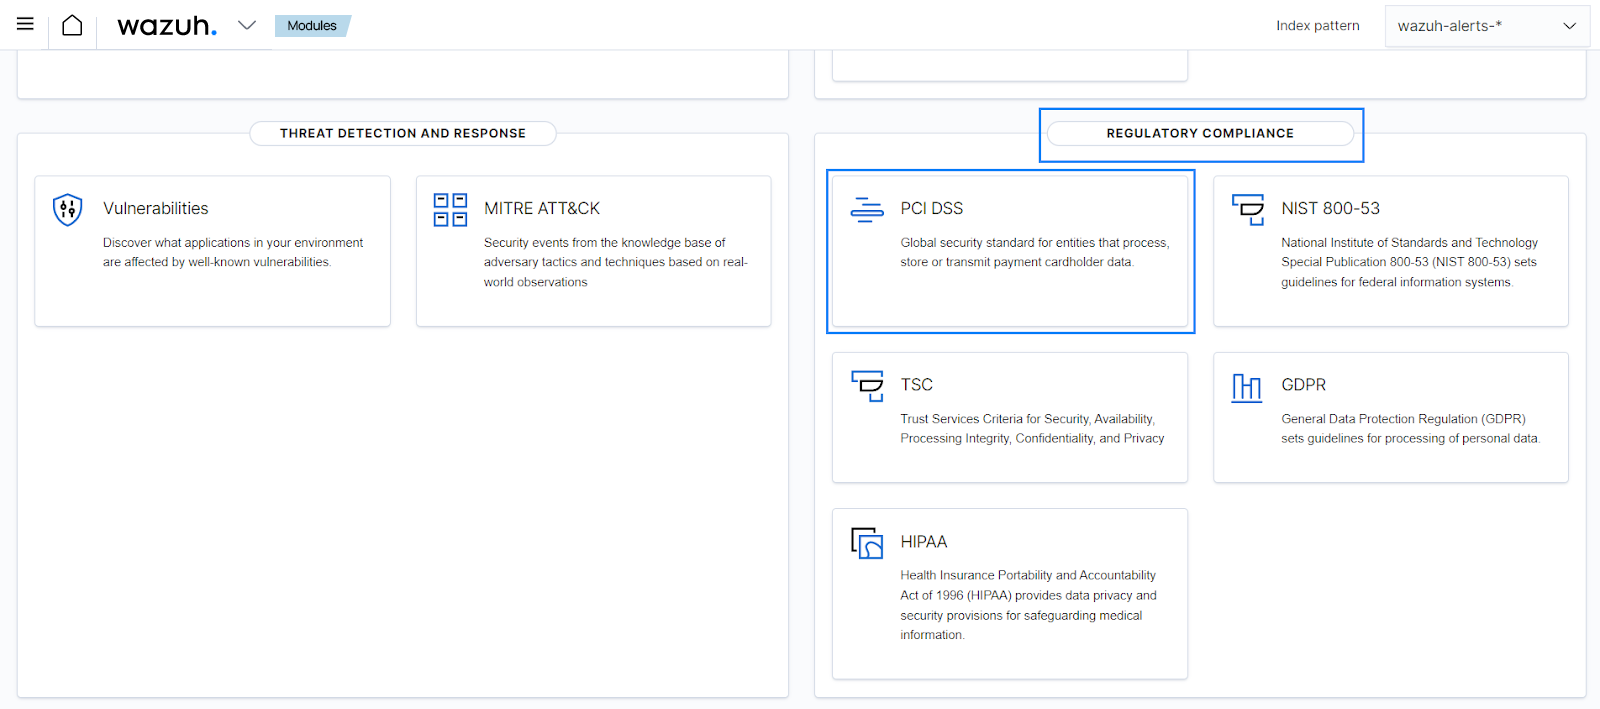 wazuh.
Modules
Index pattern
wazuh-alerts-*
THREAT DETECTION AND RESPONSE
Vulnerabilities
Discover what applications in your environment
are affected by well-known vulnerabilities.
MITRE ATT&CK
Security events from the knowledge base of
adversary tactics and techniques based on real-
world observations
REGULATORY COMPLIANCE
PCI DSS
Global security standard for entities that process,
store or transmit payment cardholder data.
NIST 800-53
National Institute of Standards and Technology
Special Publication 800-53 (NIST 800-53) sets
guidelines for federal information systems.
TSC
Trust Services Criteria for Security, Availability,
Processing Integrity, Confidentiality, and Privacy
GDPR
General Data Protection Regulation (GDPR)
sets guidelines for processing of personal data.
HIPAA
Health Insurance Portability and Accountability
Act of 1996 (HIPAA) provides data privacy and
security provisions for safeguarding medical
information.